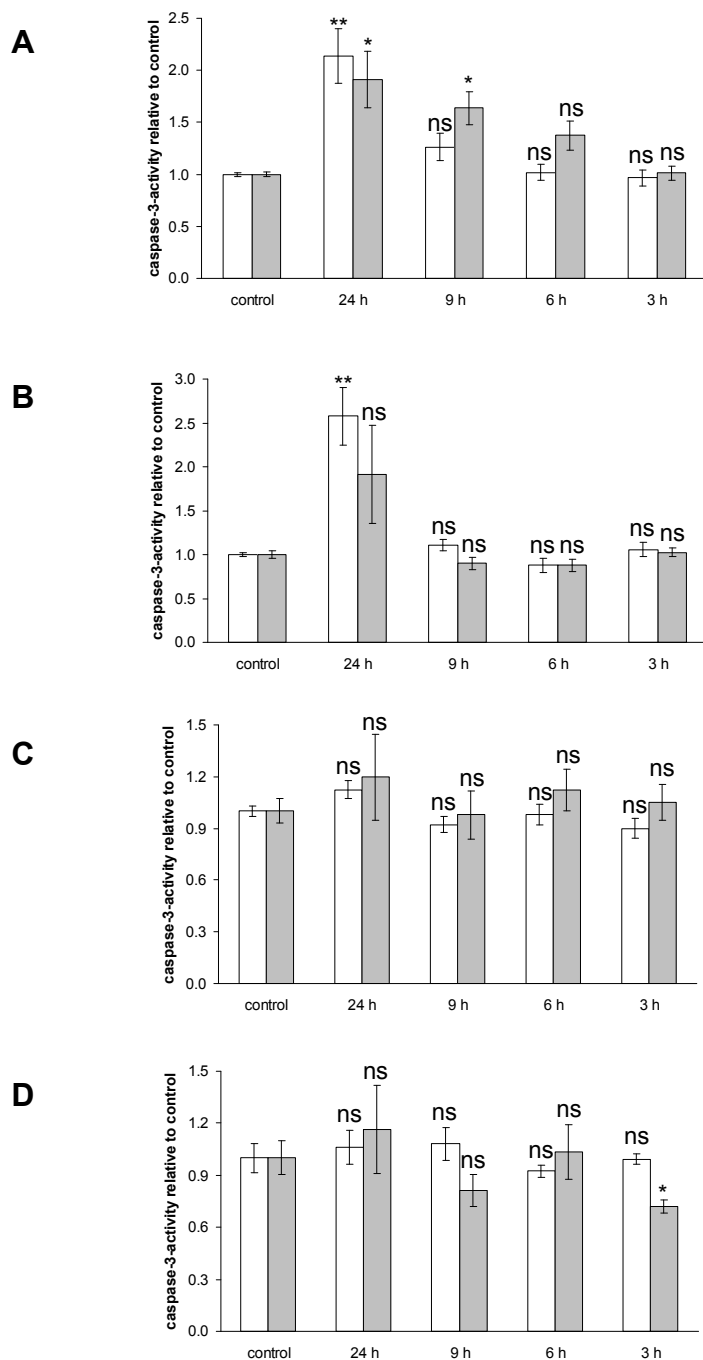 A
caspase-3-activity relative to control
2.5
2.0
1.5
1.0
0.5
0.0
**
*
ns
*
ns
ns
ns
ns
control
24 h
9 h
6 h
3 h
B
caspase-3-activity relative to control
3.0
2.5
2.0
1.5
1.0
0.5
0.0
**
ns
ns
ns
ns
ns
ns
ns
control
24 h
9 h
6 h
3 h
C
caspase-3-activity relative to control
1.5
1.2
0.9
0.6
0.3
0.0
ns
ns
ns
ns
ns
ns
ns
ns
control
24 h
9 h
6 h
3 h
D
caspase-3-activity relative to control
1.5
1.2
0.9
0.6
0.3
0.0
ns
ns
ns
ns
ns
ns
ns
*
control
24 h
9 h
6 h
3 h